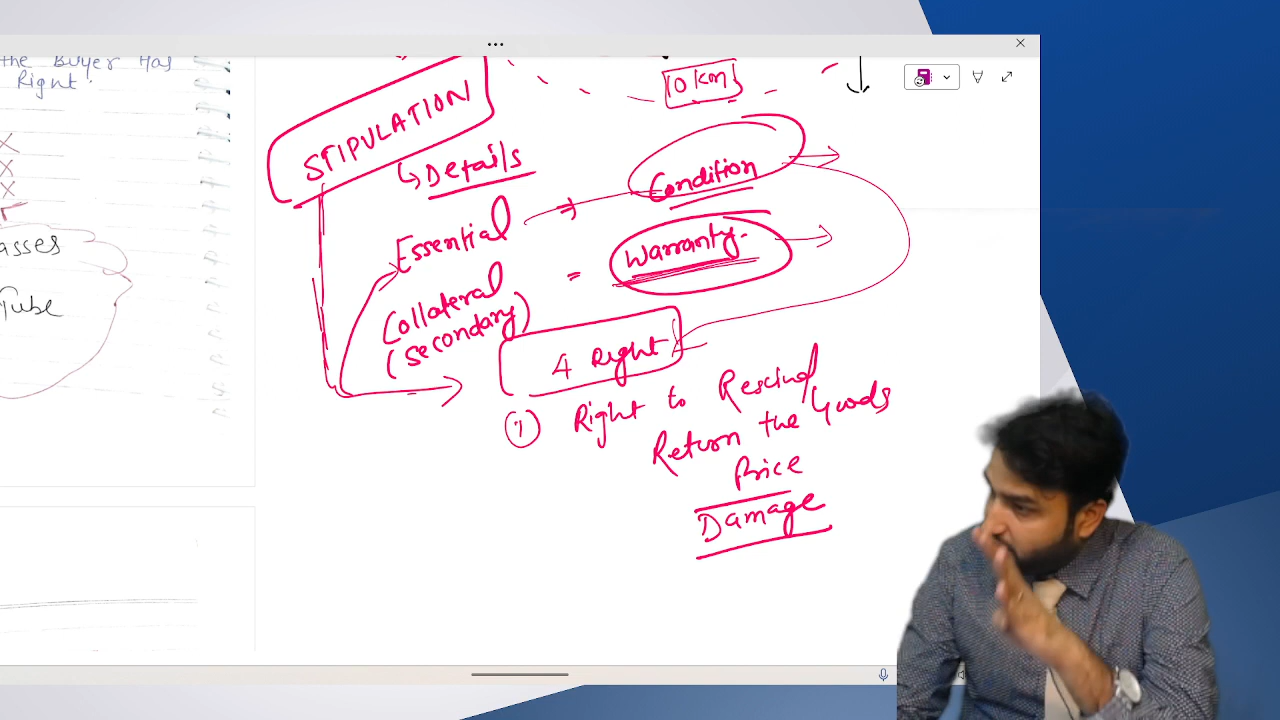 the Buyer Has
Right.
asses
Tube
10 km
STIPULATION
Details
Essential ⇒ Condition
Collateral = Warranty.
(Secondary)
4 Right
① Right to Rescind
Return the Goods
Price
Damage